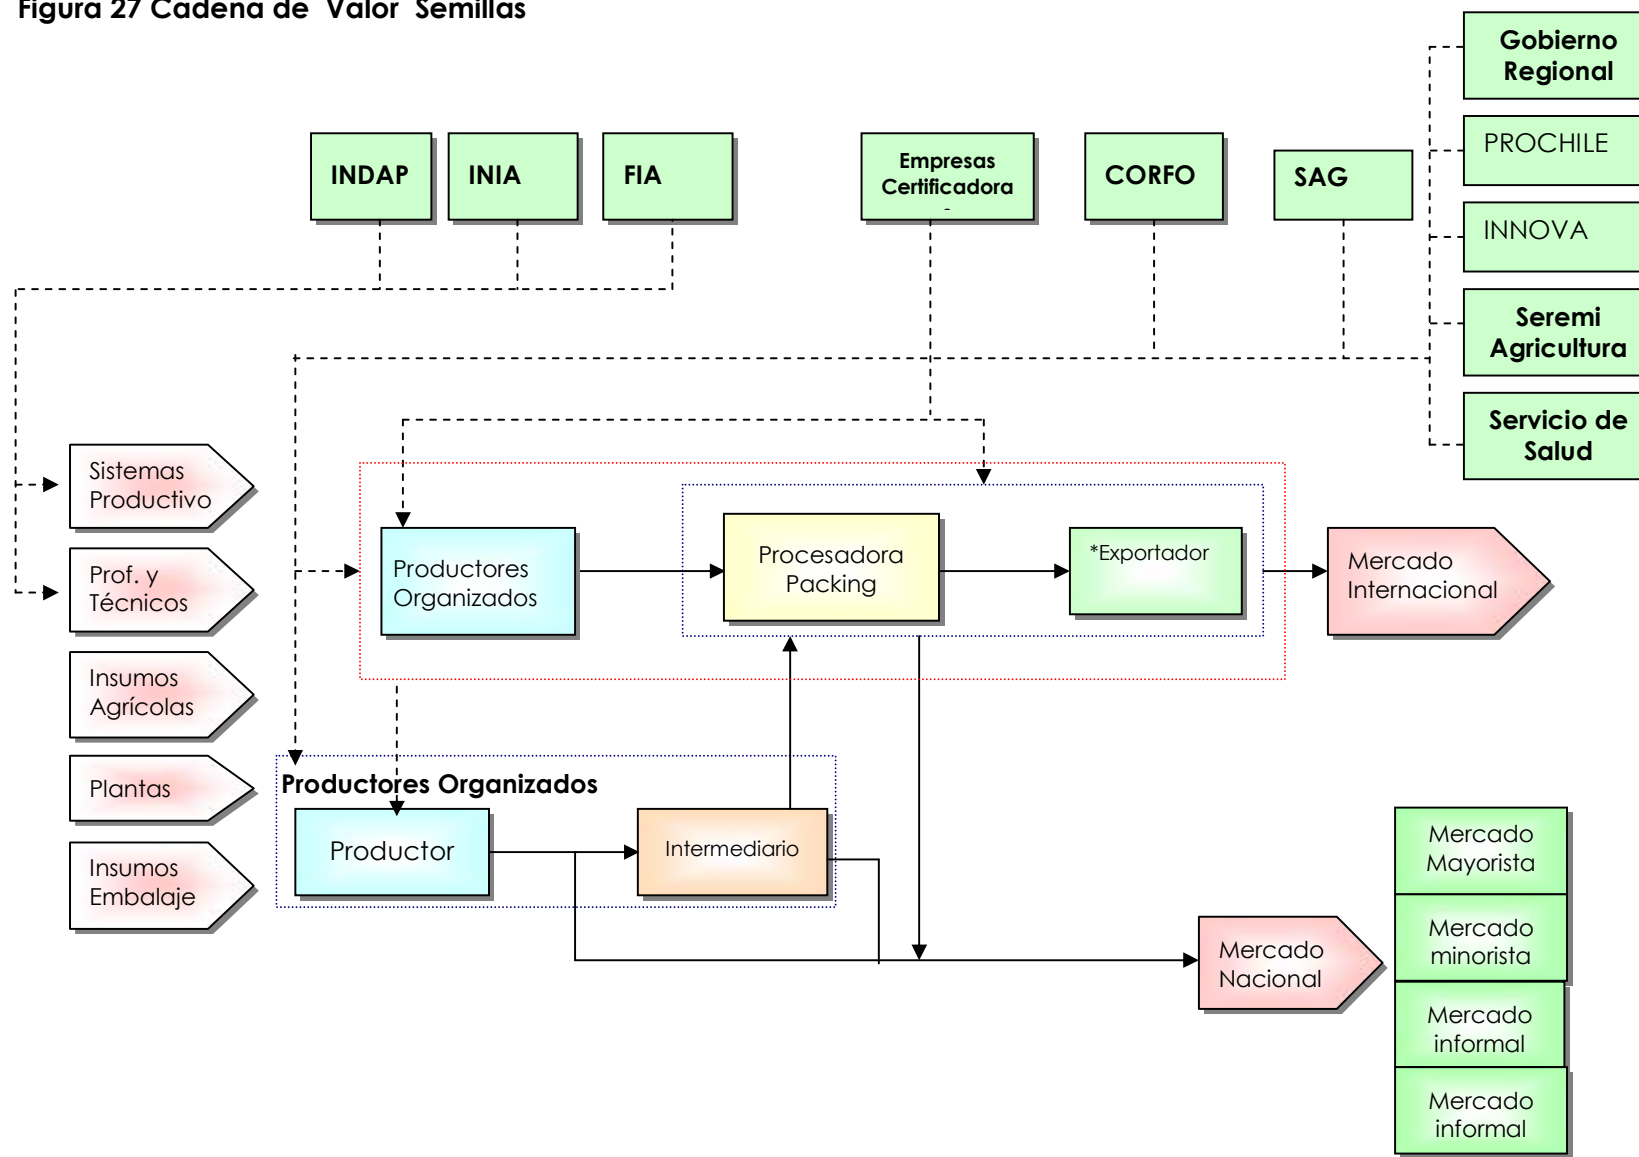 Figura 27 Cadena de Valor Semillas
Gobierno
Regional
PROCHILE
INNOVA
Seremi
Agricultura
Servicio de
Salud
INDAP
INIA
FIA
Empresas
Certificadora
CORFO
SAG
Sistemas
Productivo
Prof. y
Técnicos
Insumos
Agrícolas
Plantas
Insumos
Embalaje
Productores
Organizados
Procesadora
Packing
*Exportador
Mercado
Internacional
Productores Organizados
Productor
Intermediario
Mercado
Nacional
Mercado
Mayorista
Mercado
minorista
Mercado
informal
Mercado
informal